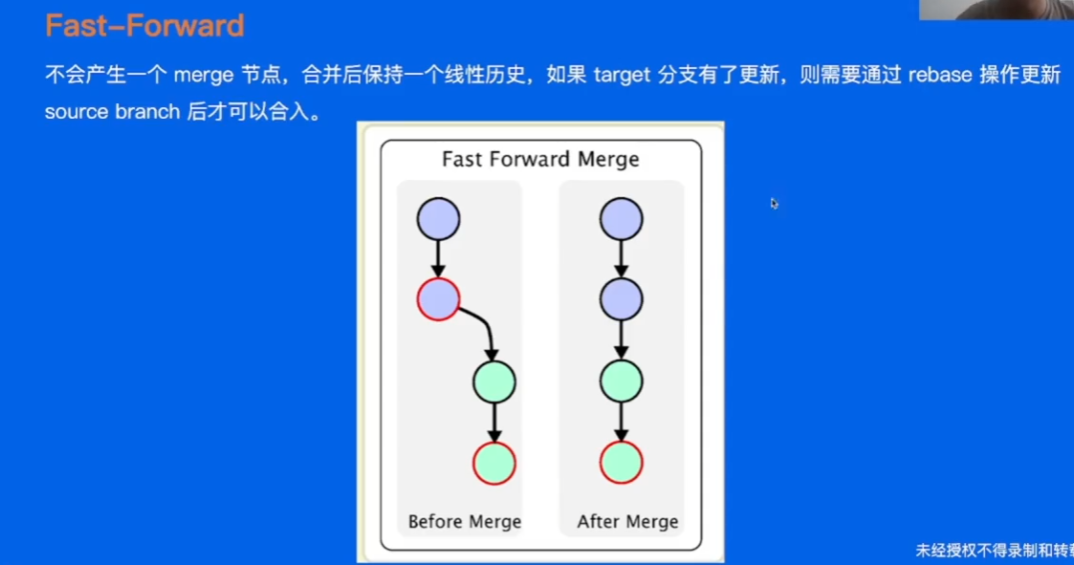 Fast-Forward
不会产生一个 merge 节点，合并后保持一个线性历史，如果 target 分支有了更新，则需要通过 rebase 操作更新
source branch 后才可以合入。
Fast Forward Merge
Before Merge
After Merge
未经授权不得录制和转